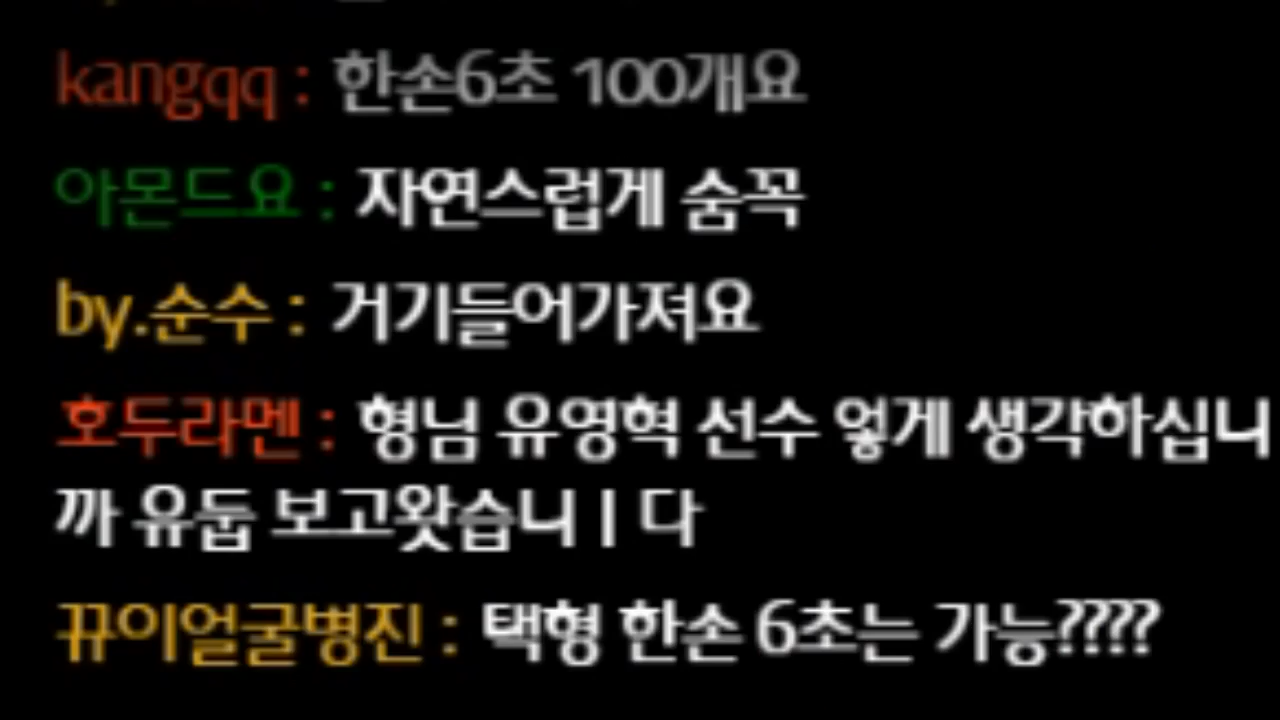 kangqq : 한손6초 100개요
아몬드요 : 자연스럽게 숨꼭
by.순수 : 거기들어가져요
호두라멘 : 형님 유영혁 선수 얗게 생각하십니
까 유둡 보고왓습니ㅣ다
뀨이얼굴병진 : 택형 한손 6초는 가능????